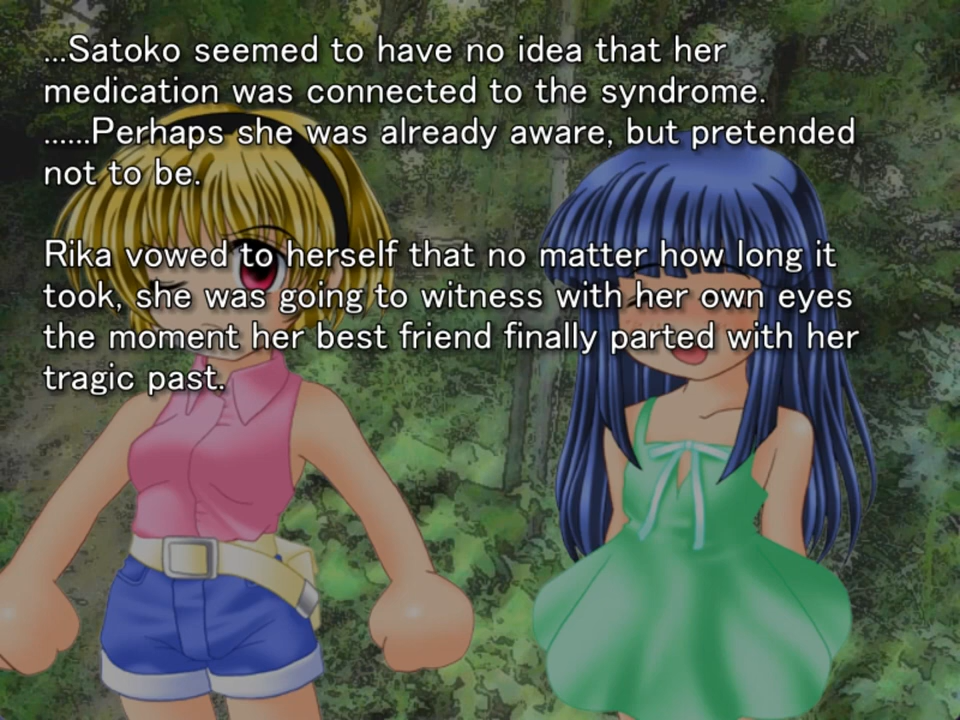 ...Satoko seemed to have no idea that her
medication was connected to the syndrome.
......Perhaps she was already aware, but pretended
not to be.
Rika vowed to herself that no matter how long it
took, she was going to witness with her own eyes
the moment her best friend finally parted with her
tragic past.